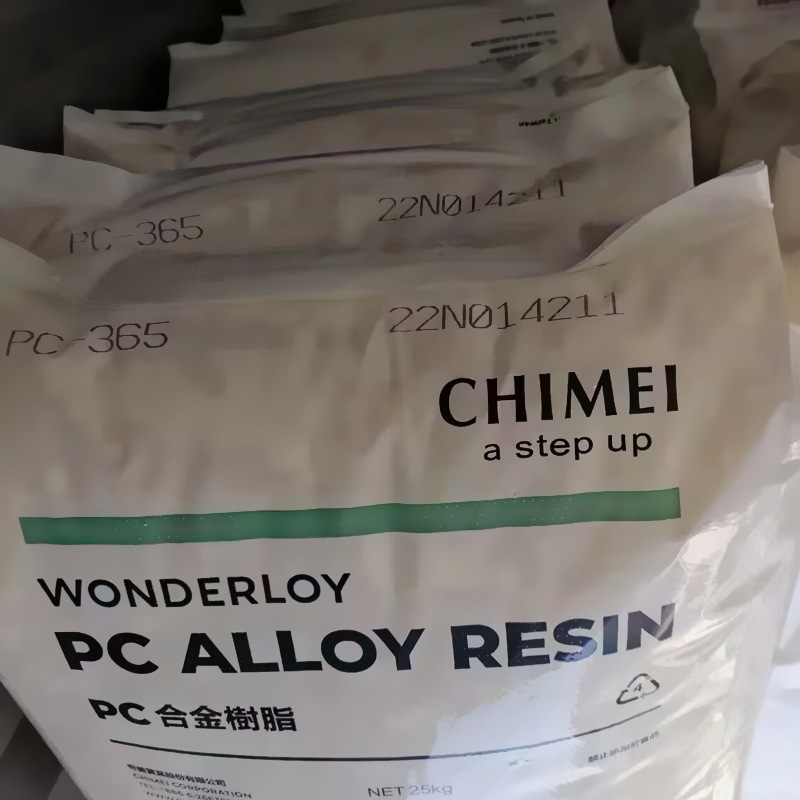 PC-365 22N014211
PC-365 22N014211
CHIMEI
a step up
WONDERLOY
PC ALLOY RESIN
PC 合金樹脂
4
CHIMEI CORPORATION
NET 25kg